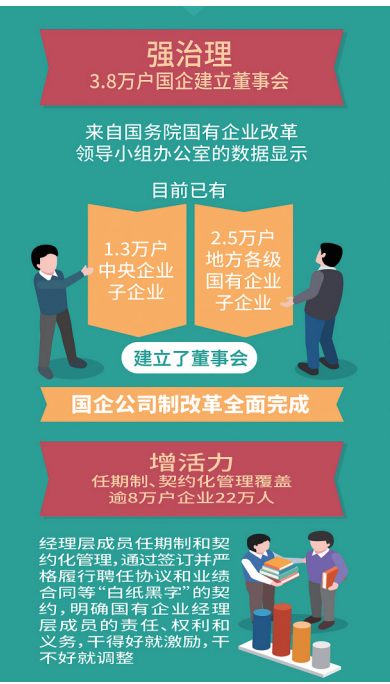 强治理
3.8万户国企建立董事会
来自国务院国有企业改革
领导小组办公室的数据显示
目前已有
1.3万户
中央企业
子企业
2.5万户
地方各级
国有企业
子企业
建立了董事会
国企公司制改革全面完成
增活力
任期制、契约化管理覆盖
逾8万户企业22万人
经理层成员任期制和契
约化管理,通过签订并严
格履行聘任协议和业绩
合同等“白纸黑字”的契
约,明确国有企业经理
层成员的责任、权利和
义务,干得好就激励,干
不好就调整